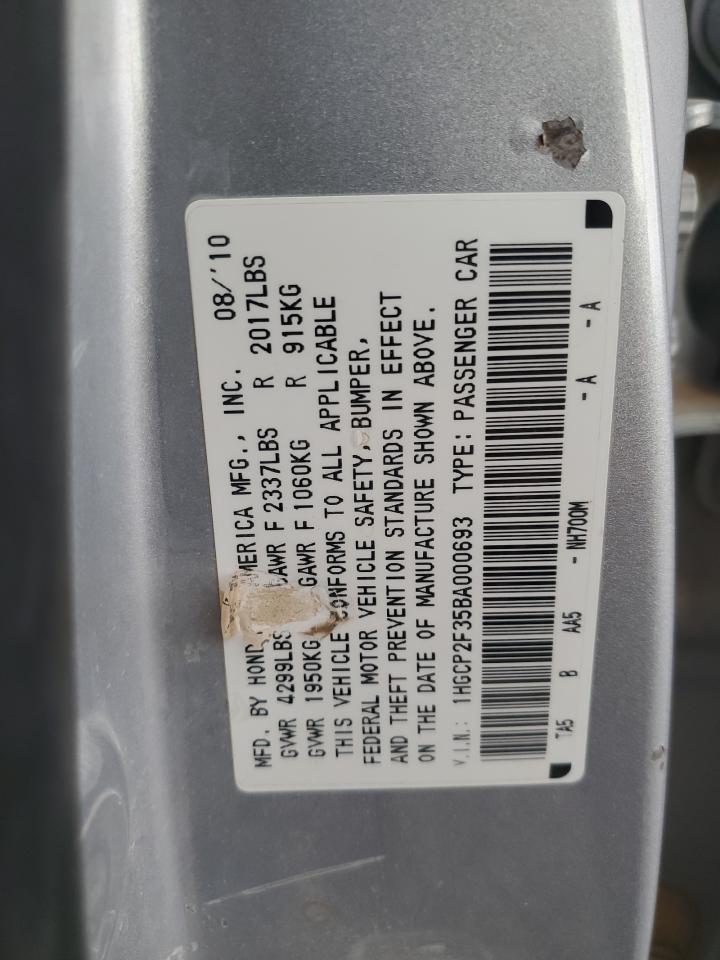 MFD. BY HONDA AMERICA MFG., INC. 08/'10
GVWR 4299LBS GAWR F 2337LBS R 2017LBS
GVWR 1950KG GAWR F 1060KG R 915KG
THIS VEHICLE CONFORMS TO ALL APPLICABLE
FEDERAL MOTOR VEHICLE SAFETY, BUMPER,
AND THEFT PREVENTION STANDARDS IN EFFECT
ON THE DATE OF MANUFACTURE SHOWN ABOVE.
V.I.N.: 1HGCP2F35BA000693 TYPE: PASSENGER CAR
TA5 B AA5 - NH700M - A - A